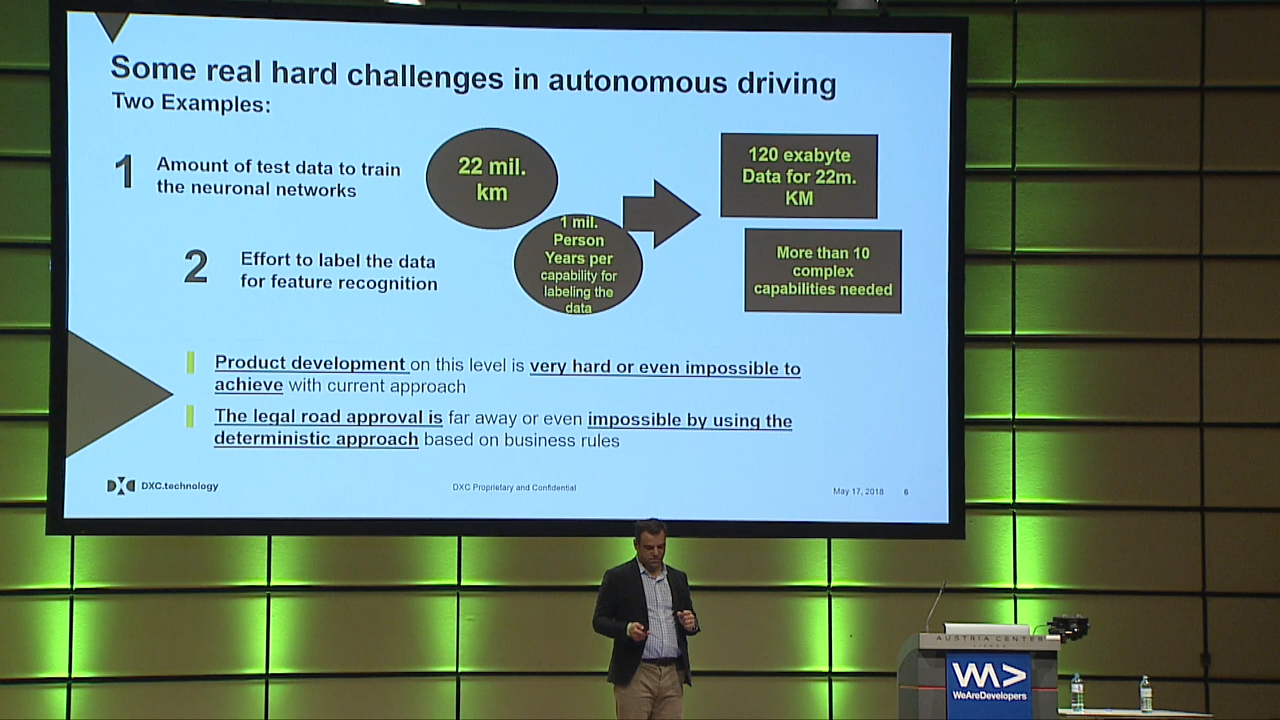 Some real hard challenges in autonomous driving
Two Examples:
1
Amount of test data to train
the neuronal networks
22 mil.
km
120 exabyte
Data for 22m.
KM
2
Effort to label the data
for feature recognition
1 mil.
Person
Years per
capability for
labeling the
data
More than 10
complex
capabilities needed
Product development on this level is very hard or even impossible to
achieve with current approach
The legal road approval is far away or even impossible by using the
deterministic approach based on business rules
DXC.technology
DXC Proprietary and Confidential
May 17, 2018
6
AUSTRIA CENTER
WeAreDevelopers